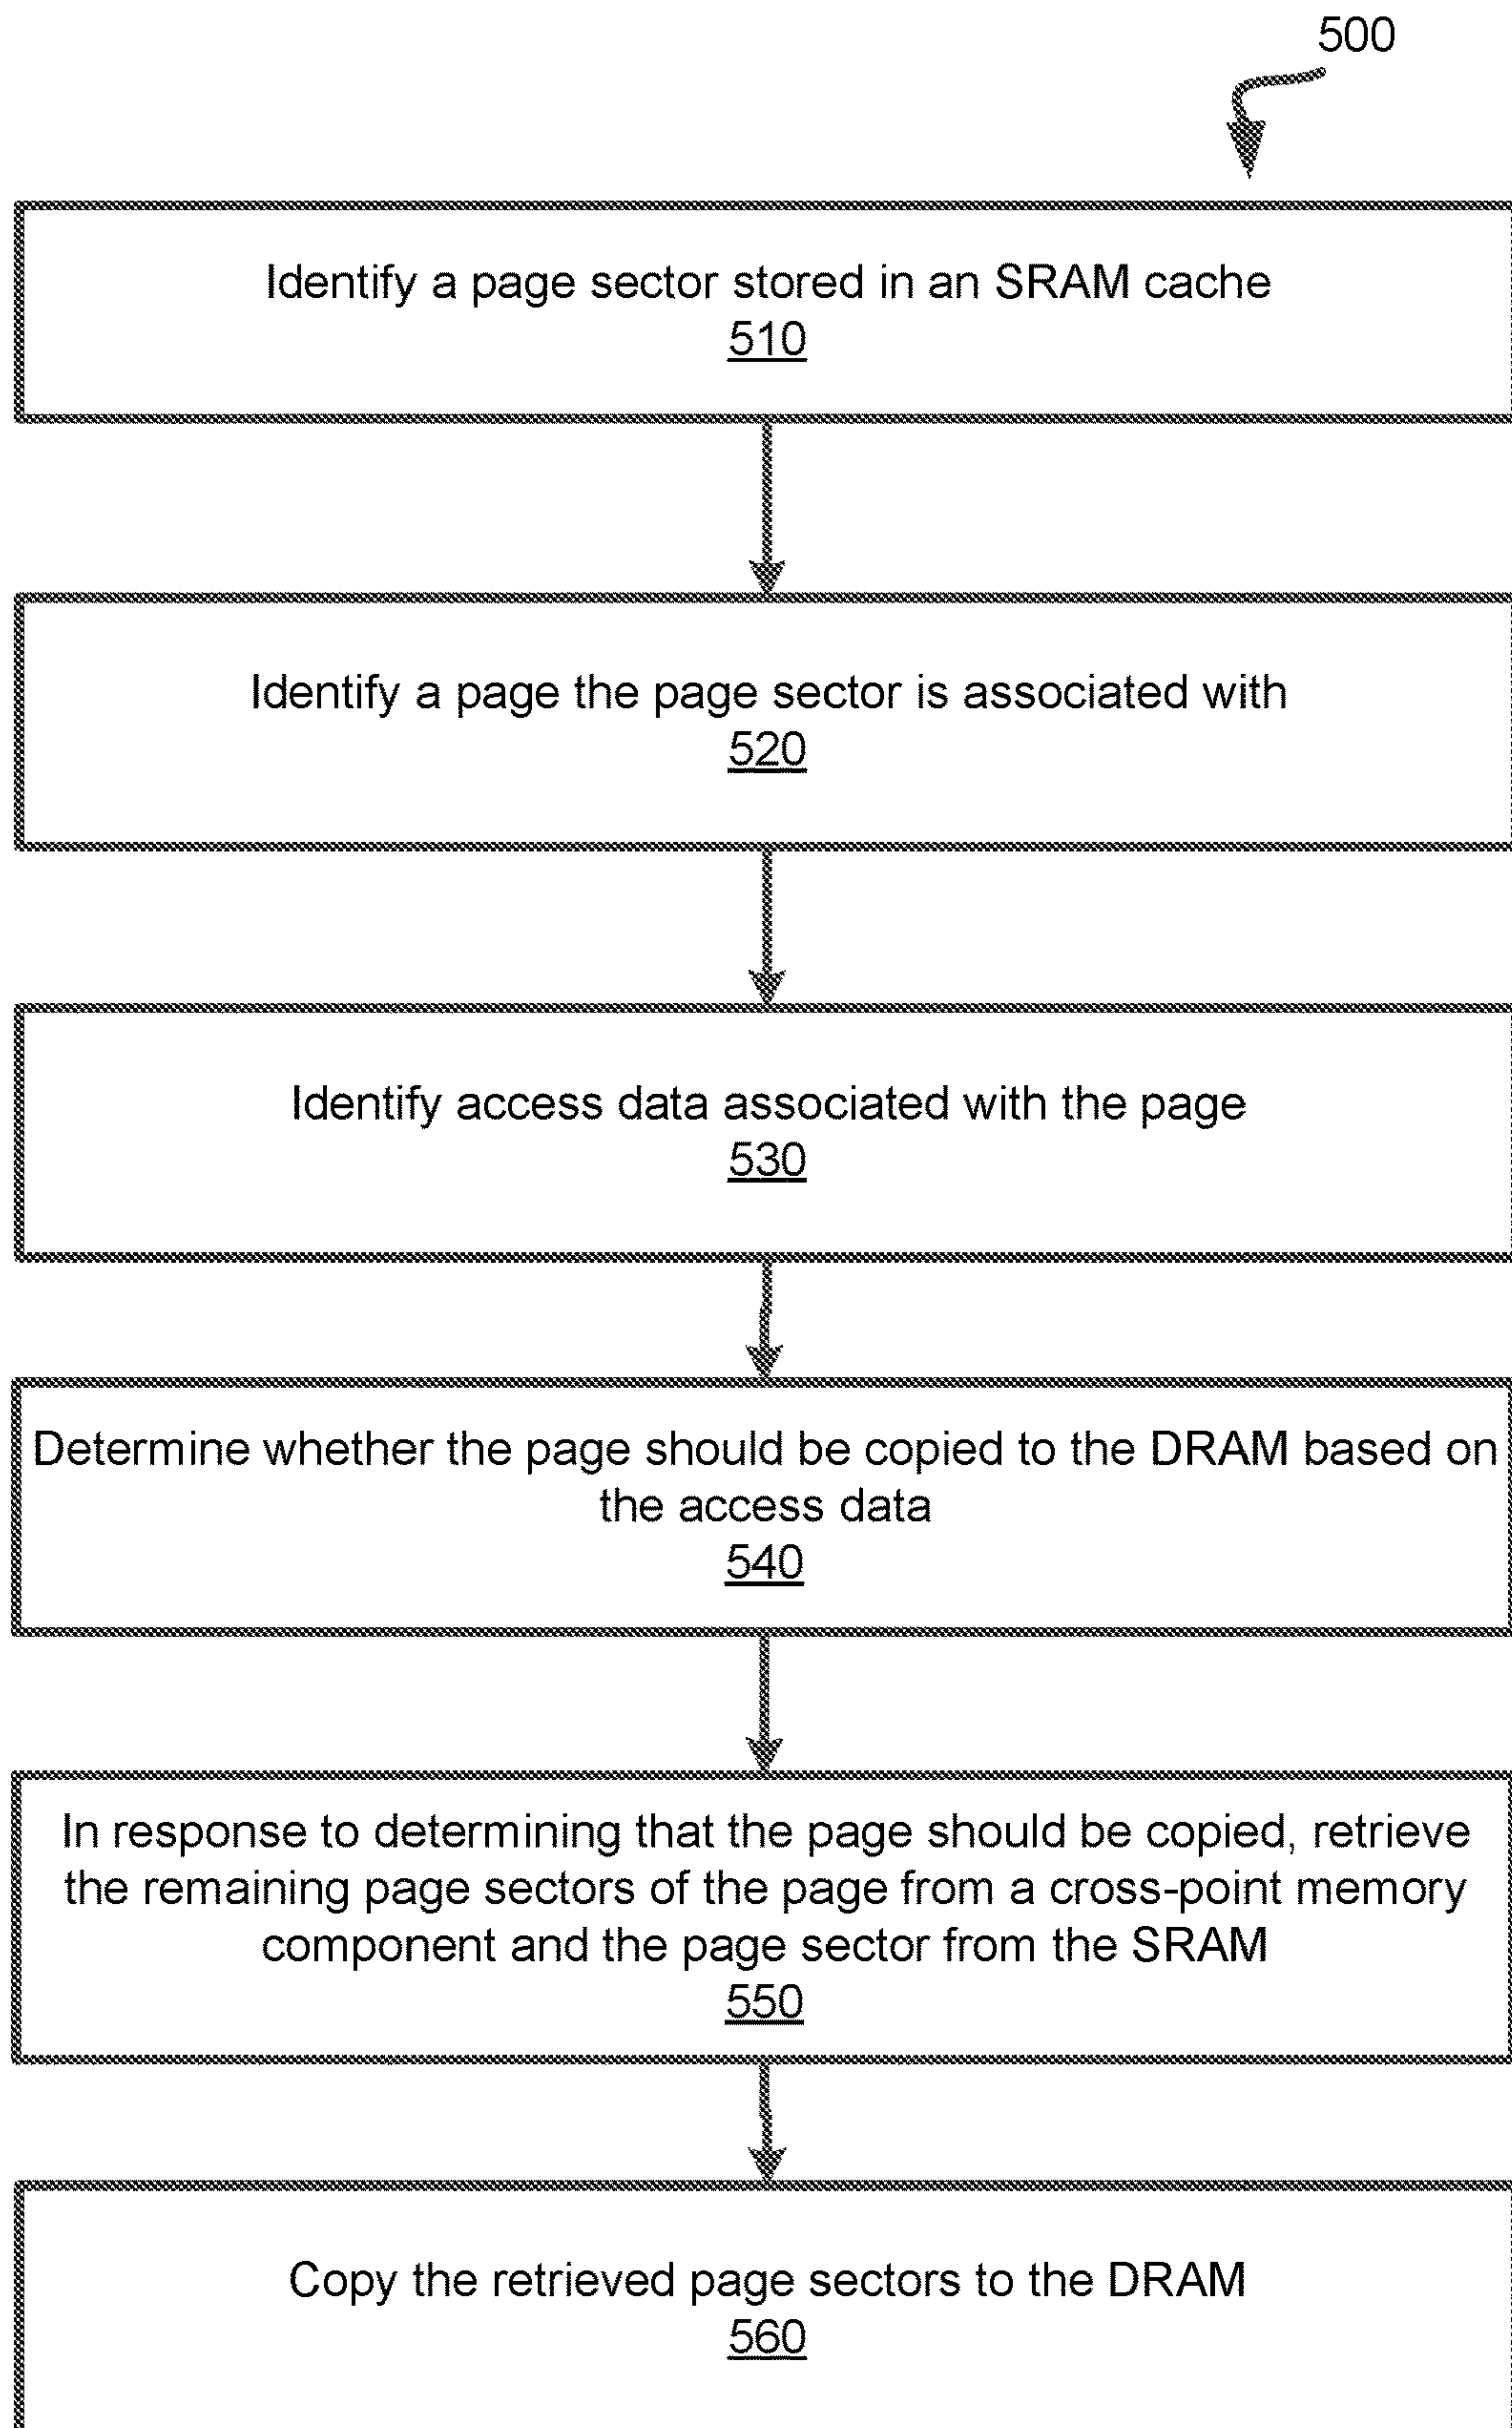 500
Identify a page sector stored in an SRAM cache
510
Identify a page the page sector is associated with
520
Identify access data associated with the page
530
Determine whether the page should be copied to the DRAM based on
the access data
540
In response to determining that the page should be copied, retrieve
the remaining page sectors of the page from a cross-point memory
component and the page sector from the SRAM
550
Copy the retrieved page sectors to the DRAM
560